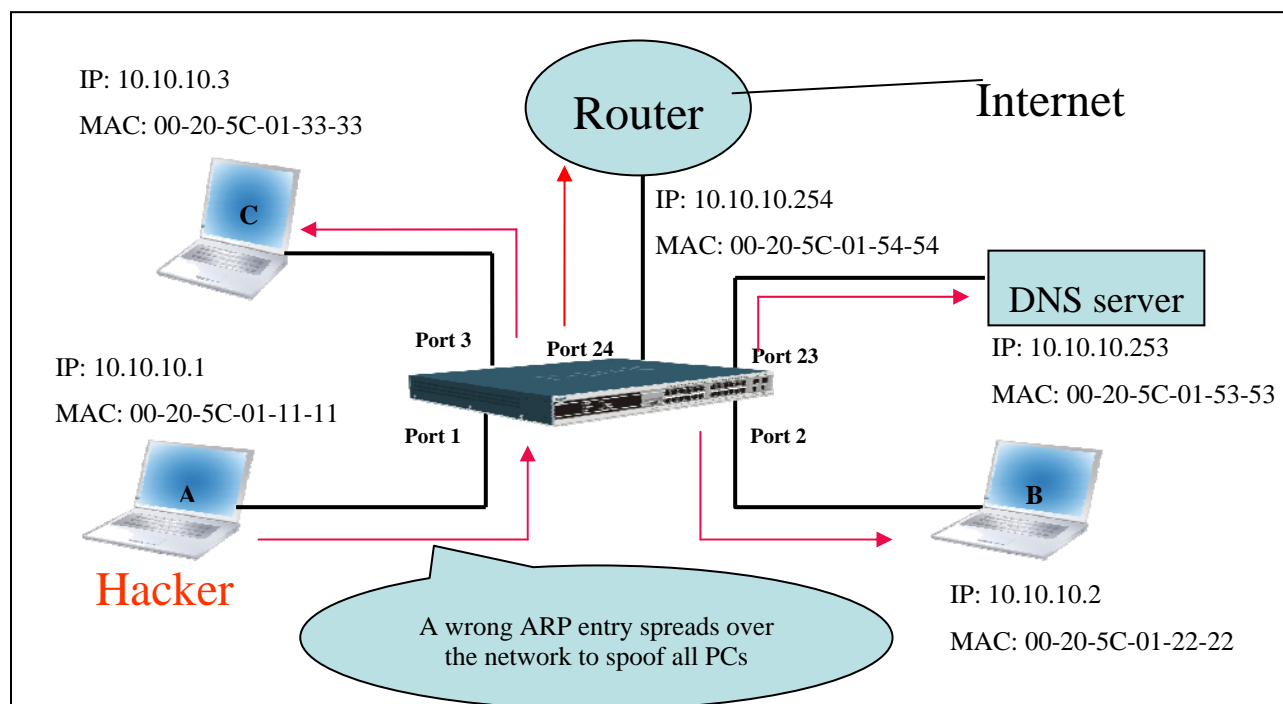 IP: 10.10.10.3
MAC: 00-20-5C-01-33-33
C
Router
Internet
IP: 10.10.10.254
MAC: 00-20-5C-01-54-54
DNS server
IP: 10.10.10.253
MAC: 00-20-5C-01-53-53
Port 3
Port 24
Port 23
IP: 10.10.10.1
MAC: 00-20-5C-01-11-11
Port 1
Port 2
A
B
Hacker
IP: 10.10.10.2
MAC: 00-20-5C-01-22-22
A wrong ARP entry spreads over
the network to spoof all PCs